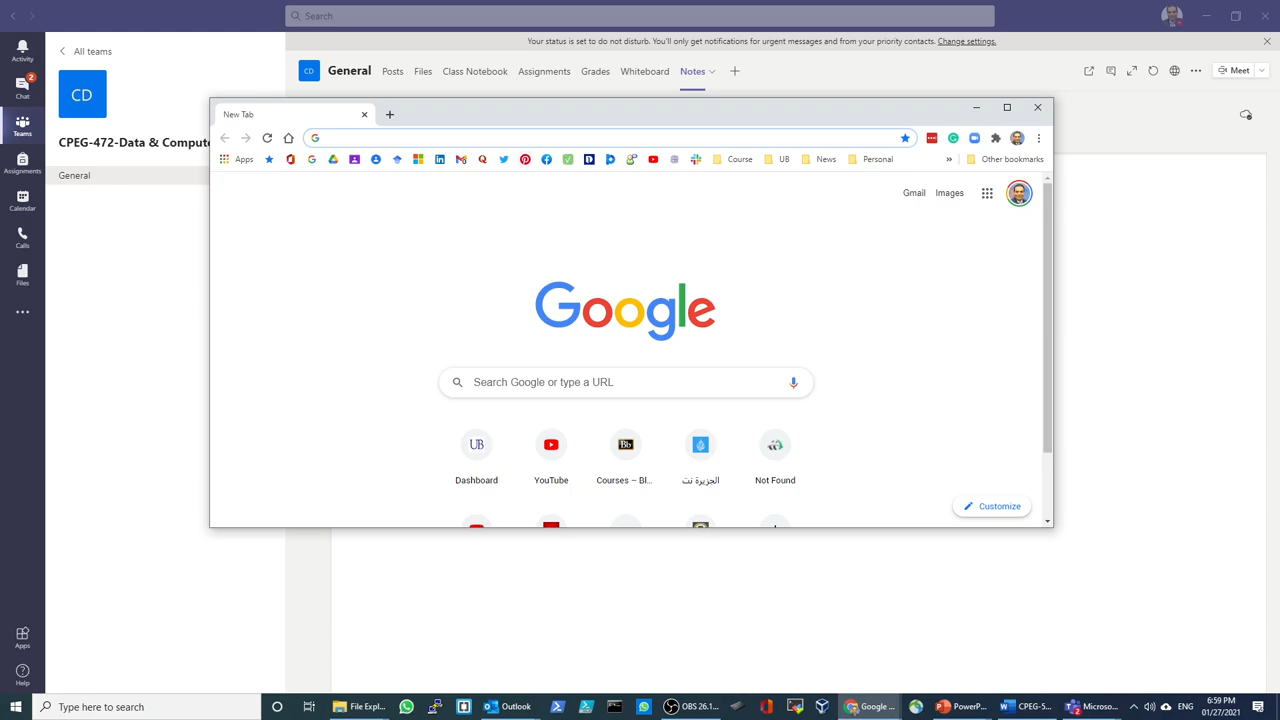 Search
Activity
Chat
2
Teams
Assignments
Calendar
Calls
Files
Apps
Help
All teams
CD
CPEG-472-Data & Compute
General
Your status is set to do not disturb. You'll only get notifications for urgent messages and from your priority contacts. Change settings.
CD
General
Posts
Files
Class Notebook
Assignments
Grades
Whiteboard
Notes
Meet
New Tab
Apps
Course
UB
News
Personal
Other bookmarks
Gmail
Images
Google
Search Google or type a URL
UB
Bb
Dashboard
YouTube
Courses – Bl...
الجزيرة نت
Not Found
Customize
Type here to search
File Expl...
Outlook
OBS 26.1...
Google ...
PowerP...
CPEG-5...
2
Microso...
6:59 PM
01/27/2021